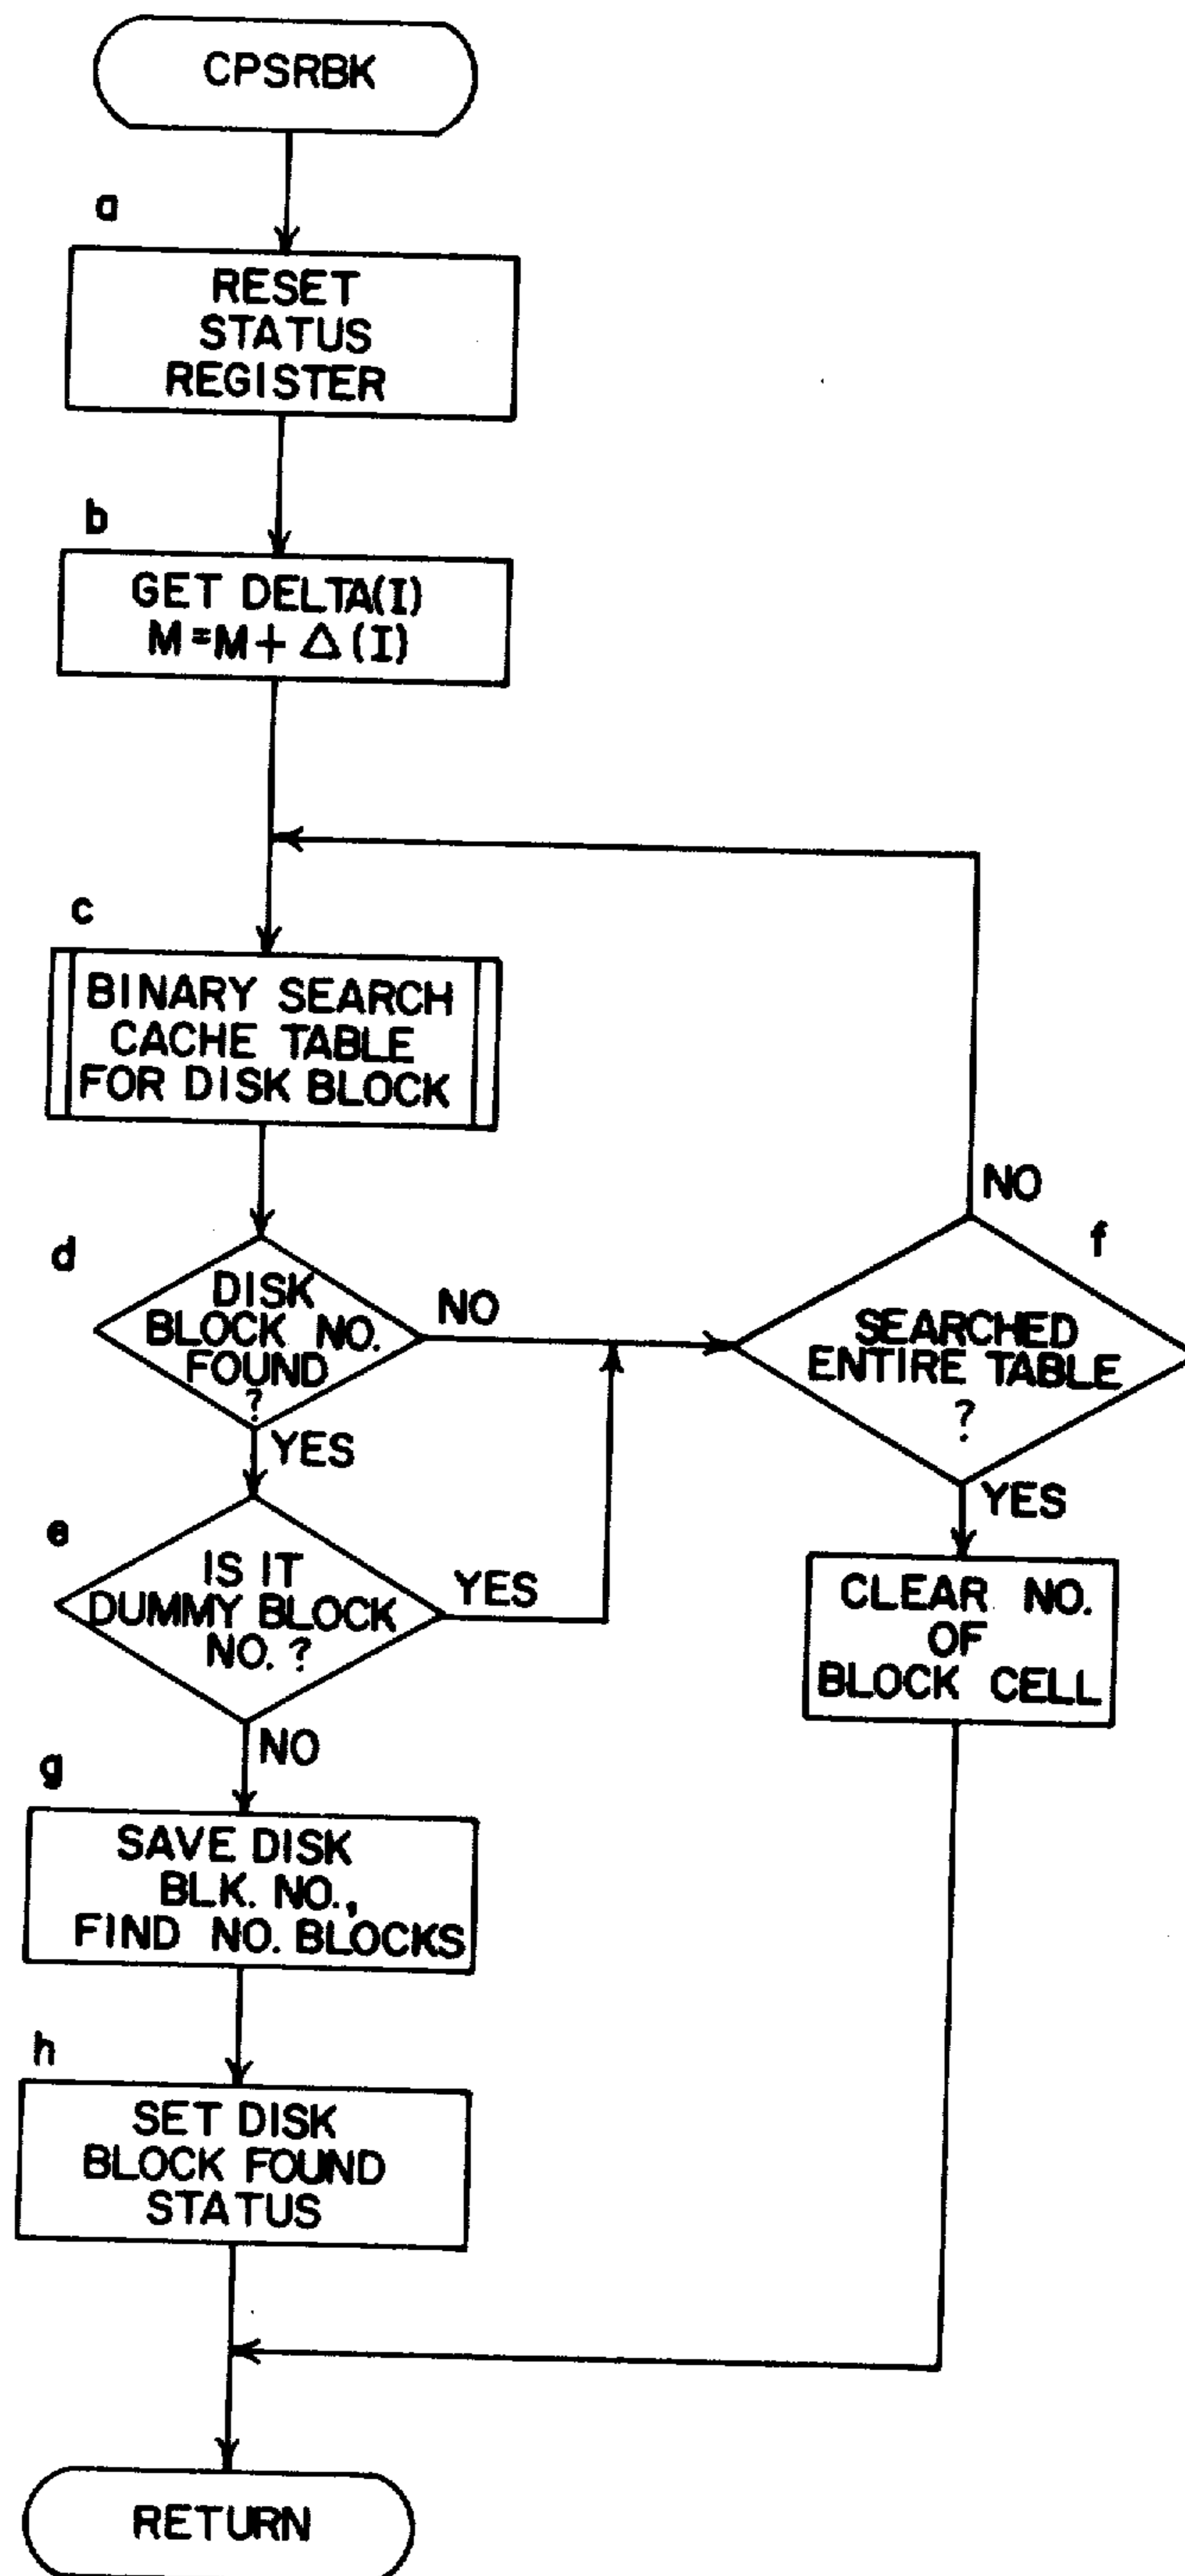 CPSRBK
a
RESET
STATUS
REGISTER
b
GET DELTA(I)
M=M+ Δ(I)
c
BINARY SEARCH
CACHE TABLE
FOR DISK BLOCK
d
DISK
BLOCK NO.
FOUND
?
NO
YES
e
IS IT
DUMMY BLOCK
NO. ?
YES
NO
f
SEARCHED
ENTIRE TABLE
?
NO
YES
CLEAR NO.
OF
BLOCK CELL
g
SAVE DISK
BLK. NO.,
FIND NO. BLOCKS
h
SET DISK
BLOCK FOUND
STATUS
RETURN